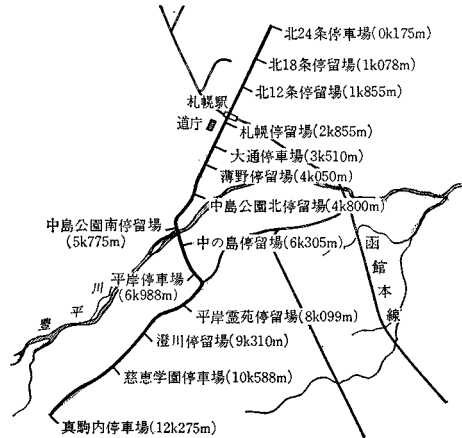 北24条停車場(0k175m)
北18条停留場(1k078m)
北12条停留場(1k855m)
札幌駅
道庁
札幌停留場(2k855m)
大通停車場(3k510m)
薄野停留場(4k050m)
中島公園北停留場(4k800m)
中島公園南停留場
(5k775m)
中の島停留場(6k305m)
平岸停車場
(6k988m)
函館本線
豊平川
平岸霊苑停留場(8k099m)
澄川停留場(9k310m)
慈恵学園停車場(10k588m)
真駒内停車場(12k275m)